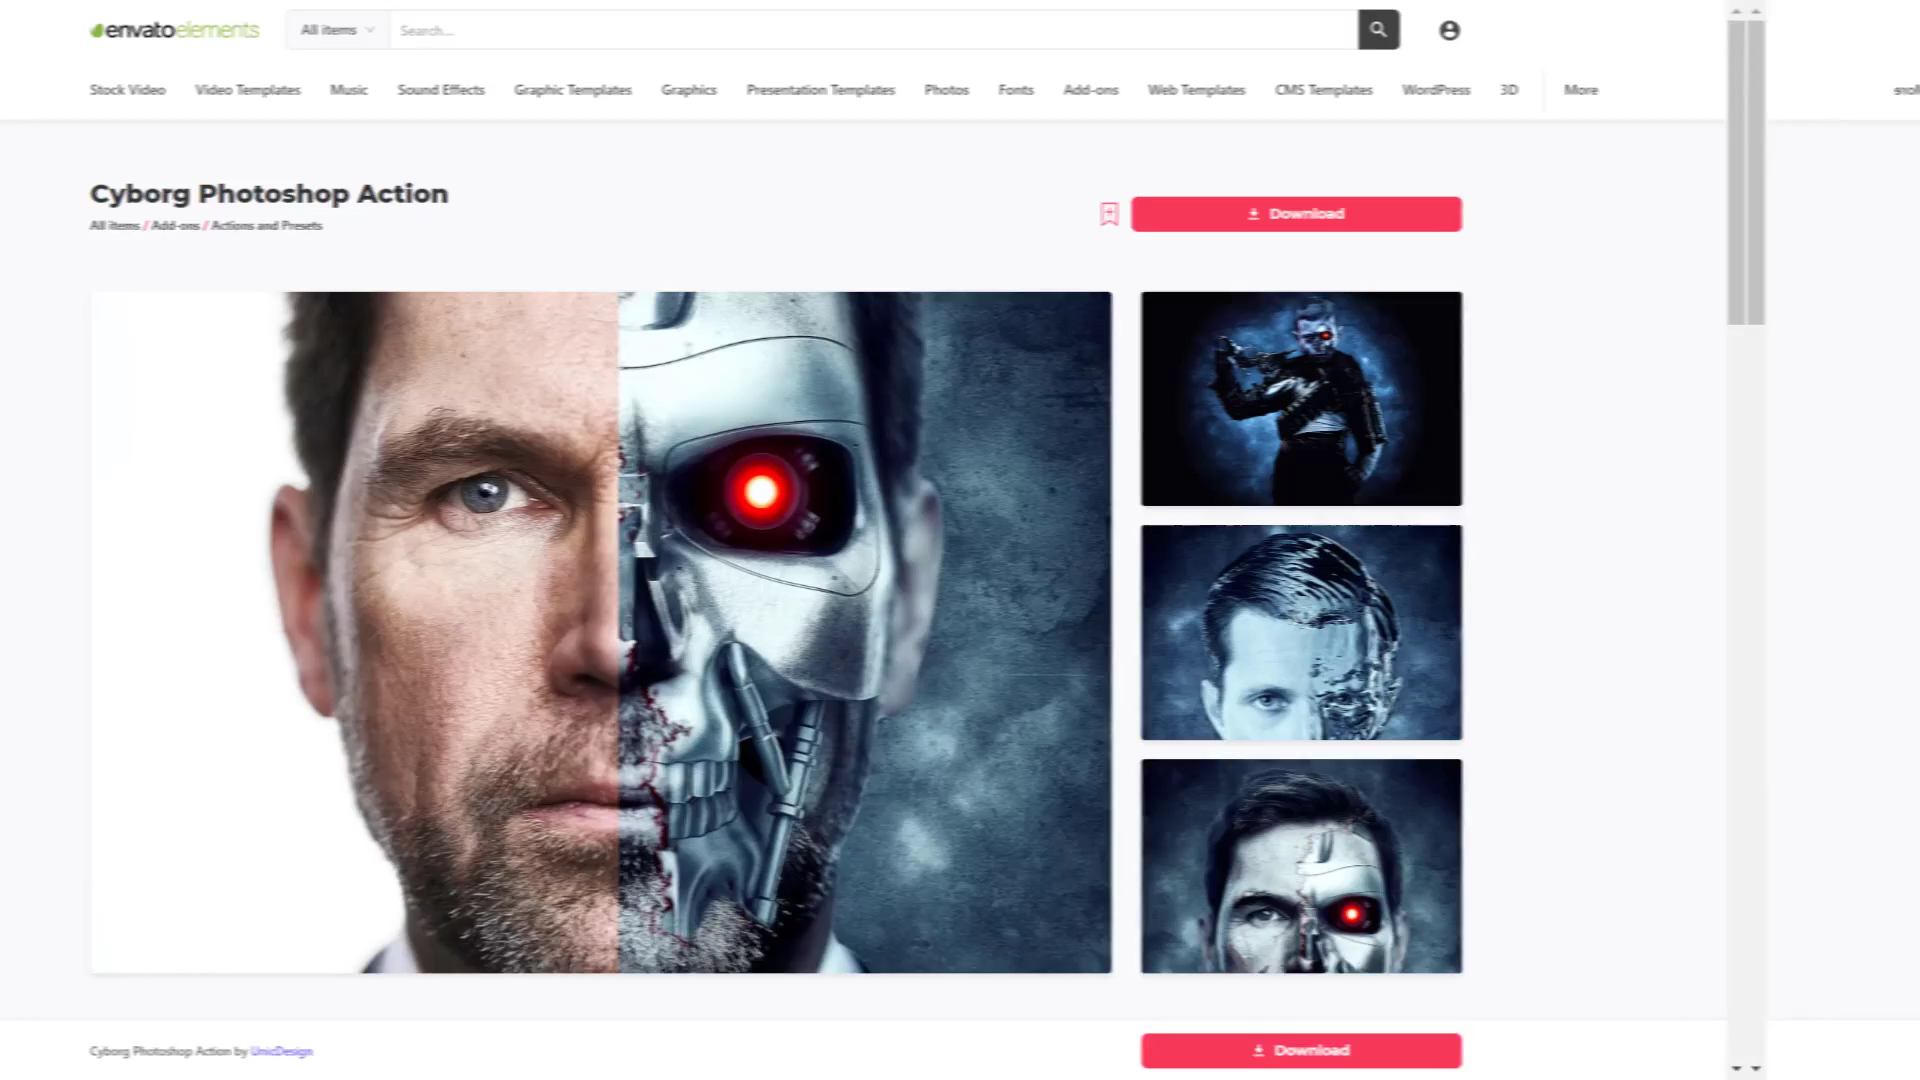 envatoelements
All items
Search...
Stock Video
Video Templates
Music
Sound Effects
Graphic Templates
Graphics
Presentation Templates
Photos
Fonts
Add-ons
Web Templates
CMS Templates
WordPress
3D
More
Cyborg Photoshop Action
All items / Add-ons / Actions and Presets
Download
Cyborg Photoshop Action by UnicDesign
Download